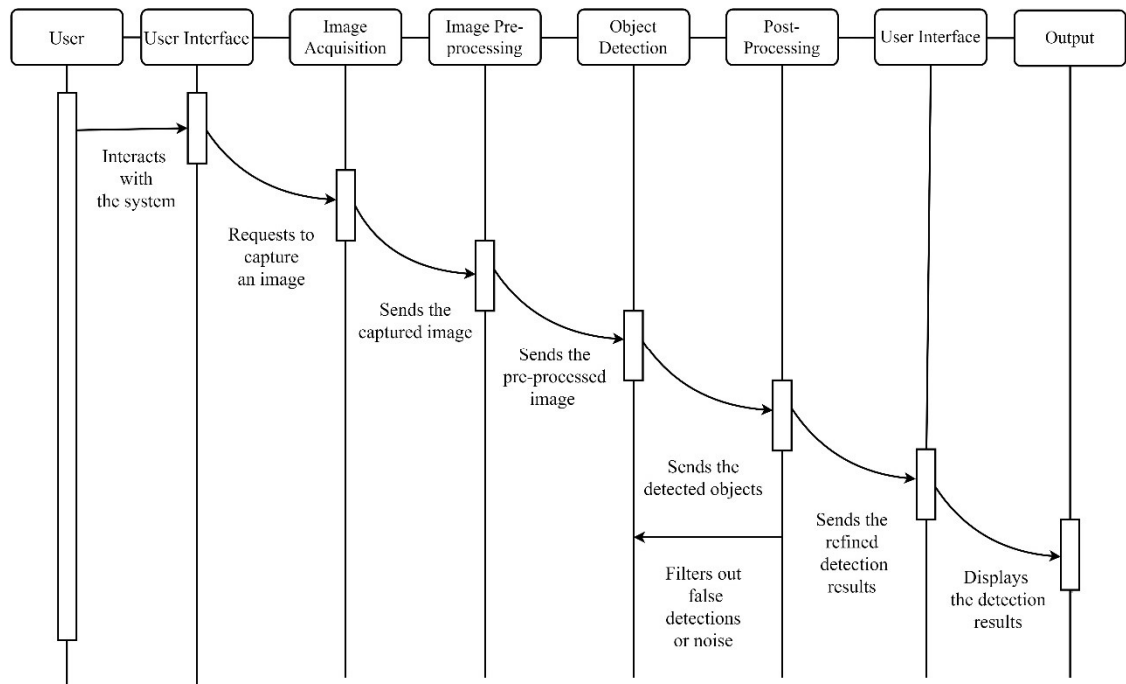 User
User Interface
Image
Acquisition
Image Pre-
processing
Object
Detection
Post-
Processing
User Interface
Output
Interacts
with
the system
Requests to
capture
an image
Sends the
captured image
Sends the
pre-processed
image
Sends the
detected objects
Filters out
false
detections
or noise
Sends the
refined
detection
results
Displays
the detection
results